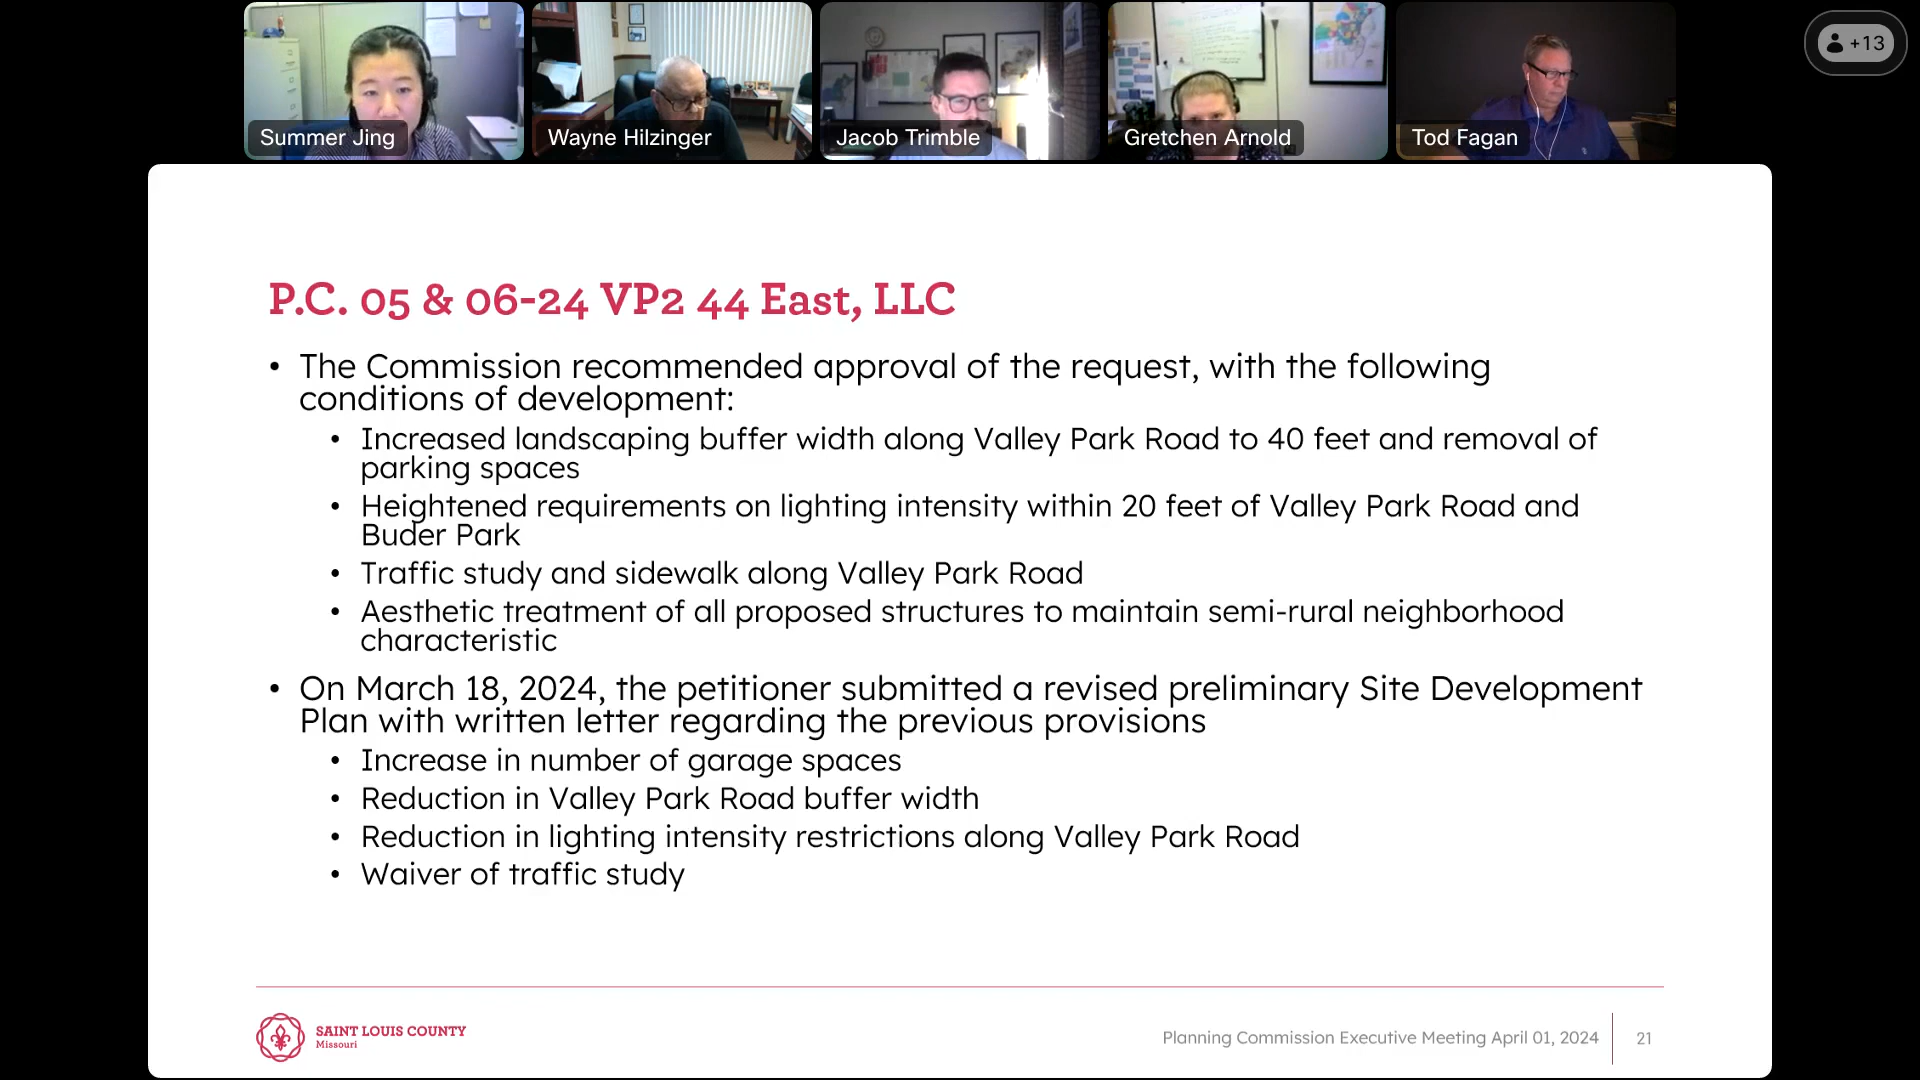 Summer Jing
Wayne Hilzinger
Jacob Trimble
Gretchen Arnold
Tod Fagan
+13
P.C. 05 & 06-24 VP2 44 East, LLC
• The Commission recommended approval of the request, with the following
conditions of development:
• Increased landscaping buffer width along Valley Park Road to 40 feet and removal of
parking spaces
• Heightened requirements on lighting intensity within 20 feet of Valley Park Road and
Buder Park
• Traffic study and sidewalk along Valley Park Road
• Aesthetic treatment of all proposed structures to maintain semi-rural neighborhood
characteristic
• On March 18, 2024, the petitioner submitted a revised preliminary Site Development
Plan with written letter regarding the previous provisions
• Increase in number of garage spaces
• Reduction in Valley Park Road buffer width
• Reduction in lighting intensity restrictions along Valley Park Road
• Waiver of traffic study
SAINT LOUIS COUNTY
Missouri
Planning Commission Executive Meeting April 01, 2024
21